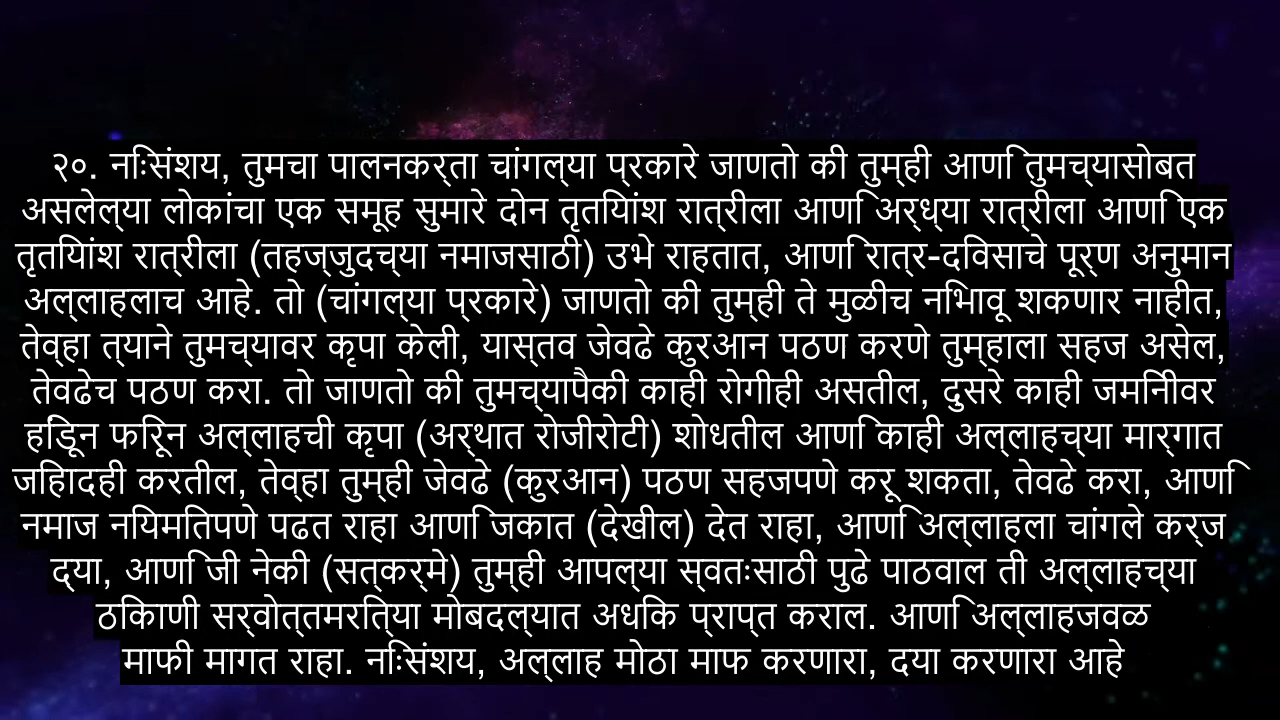 २०. निःसंशय, तुमचा पालनकर्ता चांगल्या प्रकारे जाणतो की तुम्ही आणि तुमच्यासोबत
असलेल्या लोकांचा एक समूह सुमारे दोन तृतियांश रात्रीला आणि अर्ध्या रात्रीला आणि एक
तृतियांश रात्रीला (तहज्जुदच्या नमाजसाठी) उभे राहतात, आणि रात्र-दिवसाचे पूर्ण अनुमान
अल्लाहलाच आहे. तो (चांगल्या प्रकारे) जाणतो की तुम्ही ते मुळीच निभावू शकणार नाहीत,
तेव्हा त्याने तुमच्यावर कृपा केली, यास्तव जेवढे कुरआन पठण करणे तुम्हाला सहज असेल,
तेवढेच पठण करा. तो जाणतो की तुमच्यापैकी काही रोगीही असतील, दुसरे काही जमिनीवर
हिंडून फिरून अल्लाहची कृपा (अर्थात रोजीरोटी) शोधतील आणि काही अल्लाहच्या मार्गात
जिहादही करतील, तेव्हा तुम्ही जेवढे (कुरआन) पठण सहजपणे करू शकता, तेवढे करा, आणि
नमाज नियमितपणे पढत राहा आणि जकात (देखील) देत राहा, आणि अल्लाहला चांगले कर्ज
द्या, आणि जी नेकी (सत्कर्मे) तुम्ही आपल्या स्वतःसाठी पुढे पाठवाल ती अल्लाहच्या
ठिकाणी सर्वोत्तमरितीया मोबदल्यात अधिक प्राप्त कराल. आणि अल्लाहजवळ
माफी मागत राहा. निःसंशय, अल्लाह मोठा माफ करणारा, दया करणारा आहे